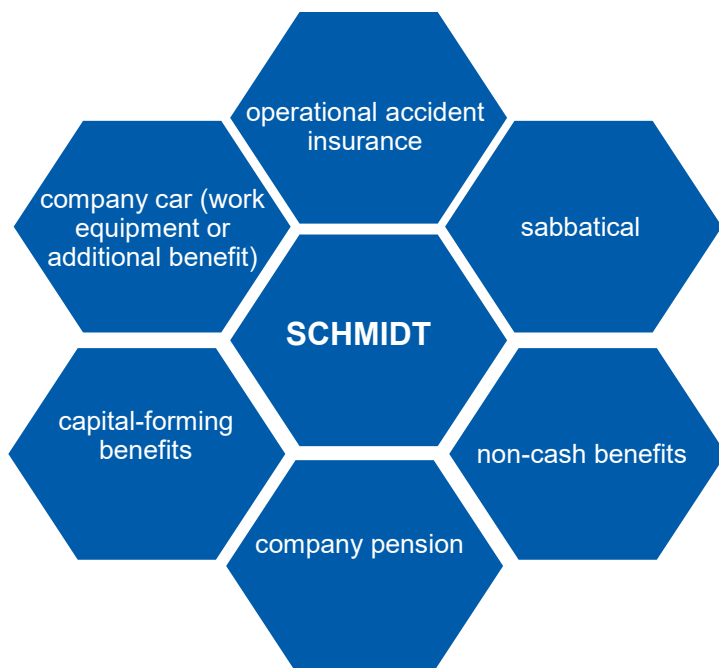 operational accident
insurance
company car (work
equipment or
additional benefit)
sabbatical
SCHMIDT
capital-forming
benefits
non-cash benefits
company pension